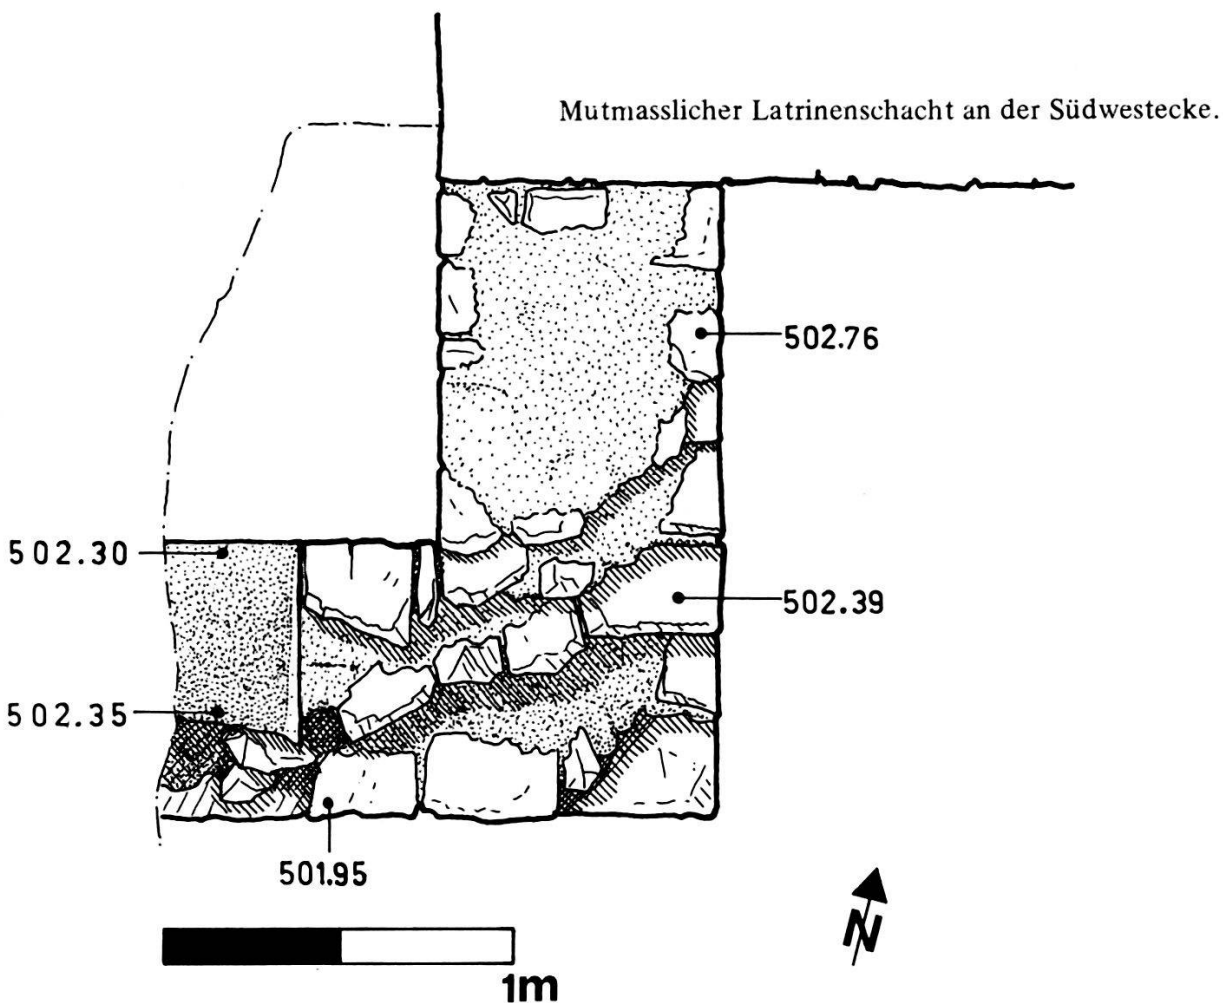 Mutmasslicher Latrinenschacht an der Südwestecke.
502.76
502.30
502.39
502.35
501.95
N
1m